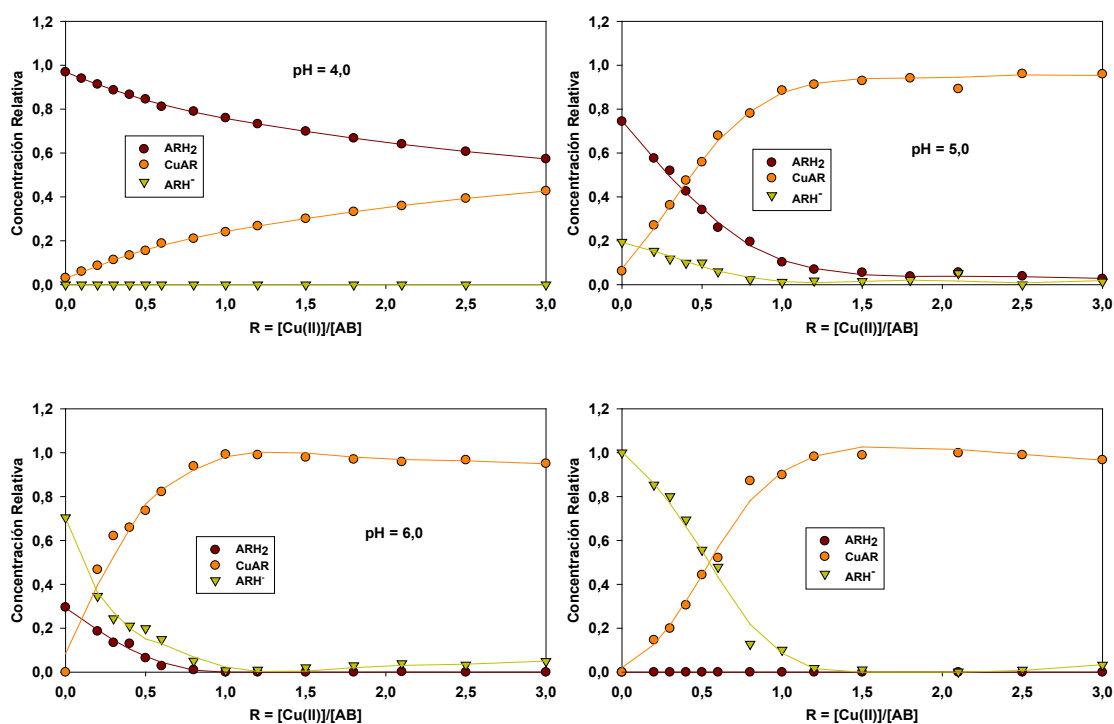 Concentración Relativa
1,2
1,0
0,8
0,6
0,4
0,2
0,0
pH = 4,0
ARH2
CuAR
ARH-
0,0 0,5 1,0 1,5 2,0 2,5 3,0
R = [Cu(II)]/[AB]
Concentración Relativa
1,2
1,0
0,8
0,6
0,4
0,2
0,0
pH = 5,0
ARH2
CuAR
ARH-
0,0 0,5 1,0 1,5 2,0 2,5 3,0
R = [Cu(II)]/[AB]
Concentración Relativa
1,2
1,0
0,8
0,6
0,4
0,2
0,0
pH = 6,0
ARH2
CuAR
ARH-
0,0 0,5 1,0 1,5 2,0 2,5 3,0
R = [Cu(II)]/[AB]
Concentración Relativa
1,2
1,0
0,8
0,6
0,4
0,2
0,0
ARH2
CuAR
ARH-
0,0 0,5 1,0 1,5 2,0 2,5 3,0
R = [Cu(II)]/[AB]